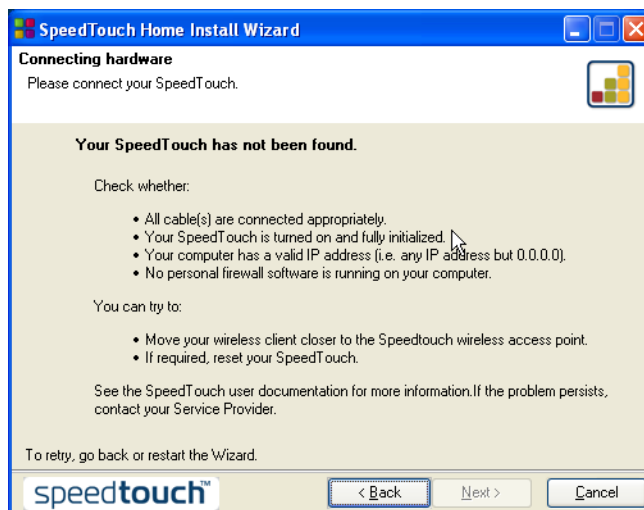 SpeedTouch Home Install Wizard
Connecting hardware
Please connect your SpeedTouch.
Your SpeedTouch has not been found.
Check whether:
• All cable(s) are connected appropriately.
• Your SpeedTouch is turned on and fully initialized.
• Your computer has a valid IP address (i.e. any IP address but 0.0.0.0).
• No personal firewall software is running on your computer.
You can try to:
• Move your wireless client closer to the Speedtouch wireless access point.
• If required, reset your SpeedTouch.
See the SpeedTouch user documentation for more information.If the problem persists,
contact your Service Provider.
To retry, go back or restart the Wizard.
speedtouch™
< Back
Next >
Cancel